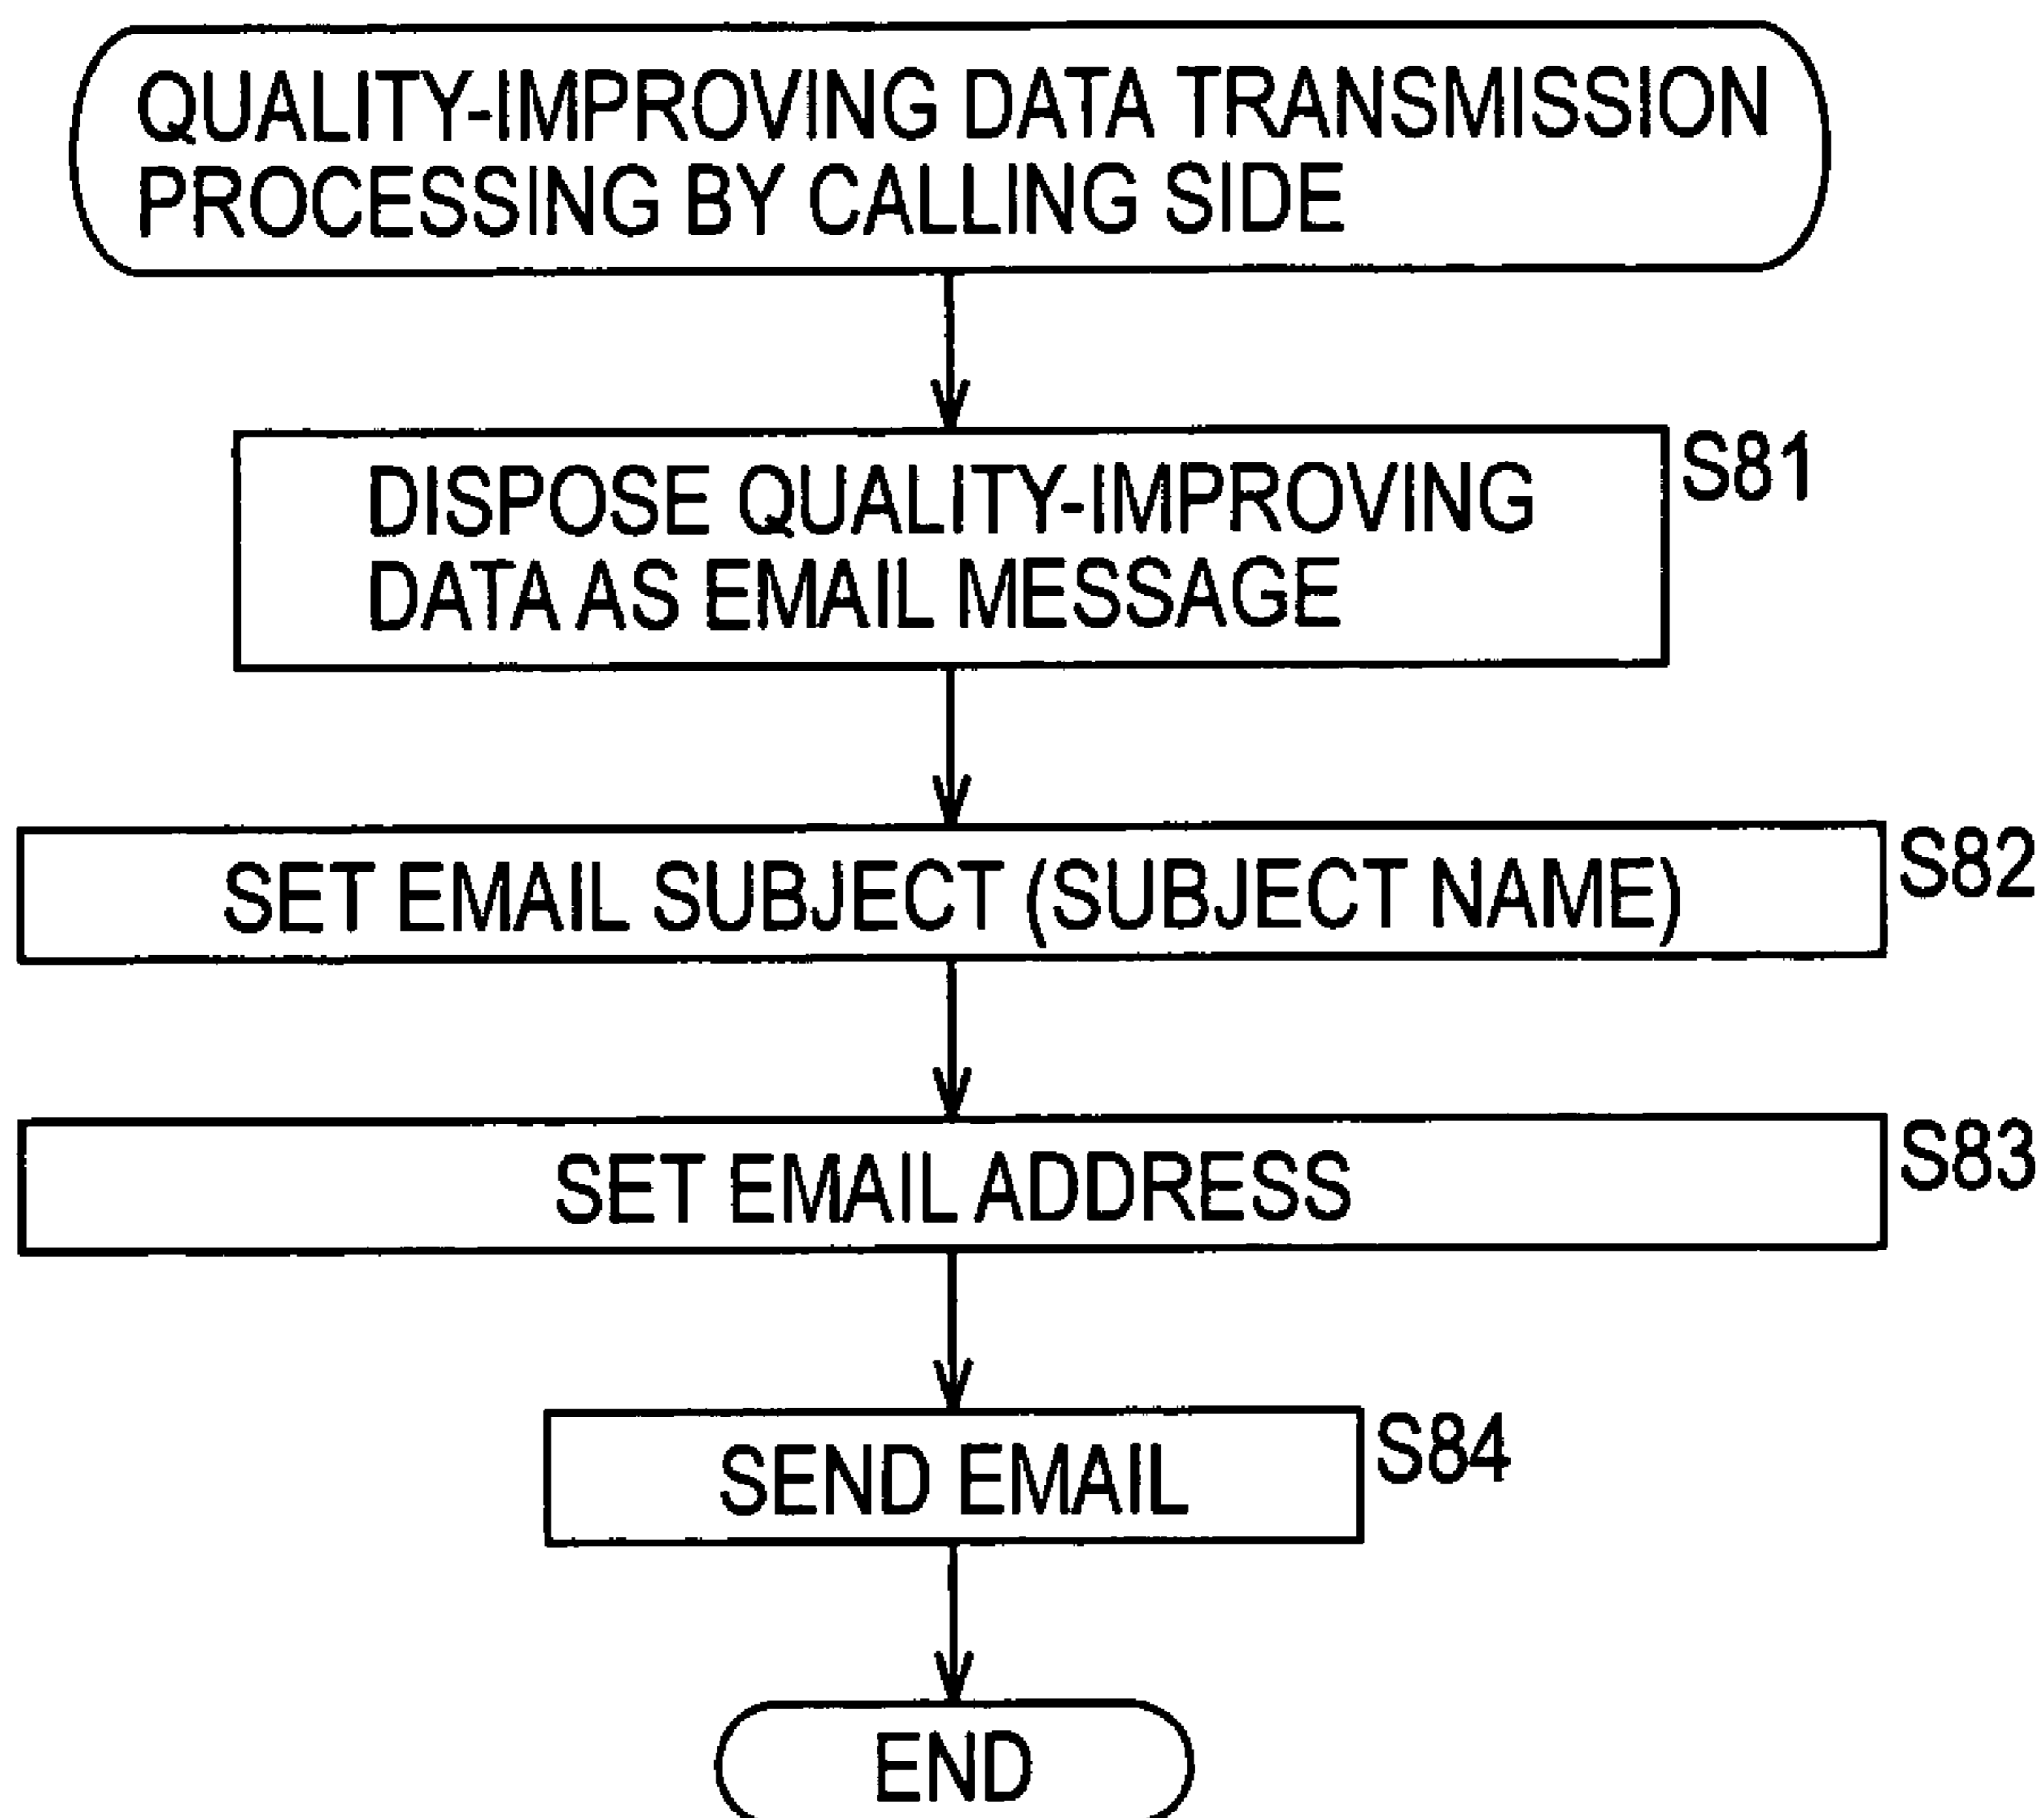 QUALITY-IMPROVING DATA TRANSMISSION
PROCESSING BY CALLING SIDE
DISPOSE QUALITY-IMPROVING
DATA AS EMAIL MESSAGE
S81
SET EMAIL SUBJECT (SUBJECT NAME)
S82
SET EMAIL ADDRESS
S83
SEND EMAIL
S84
END